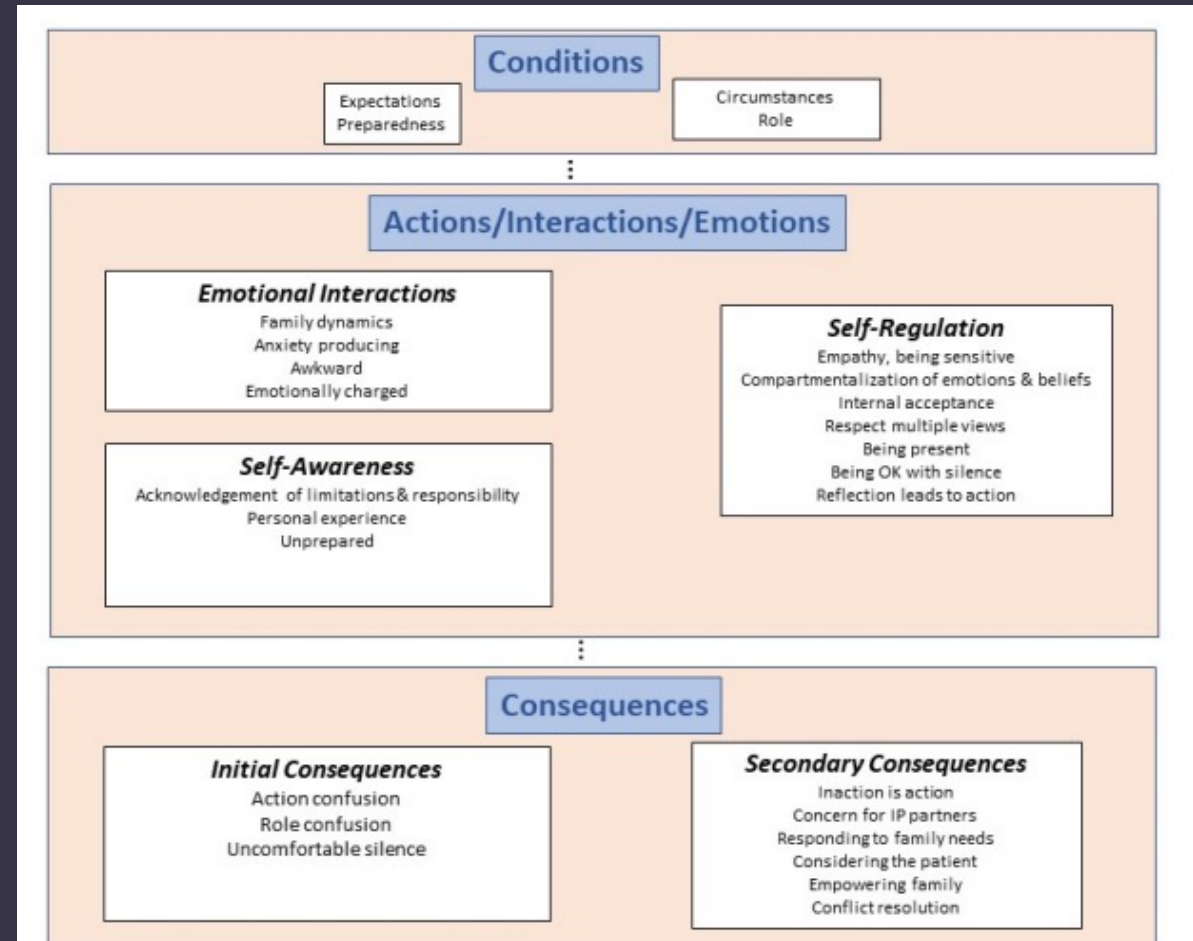 Conditions
Expectations
Preparedness
Circumstances
Role
Actions/Interactions/Emotions
Emotional Interactions
Family dynamics
Anxiety producing
Awkward
Emotionally charged
Self-Awareness
Acknowledgement of limitations & responsibility
Personal experience
Unprepared
Self-Regulation
Empathy, being sensitive
Compartmentalization of emotions & beliefs
Internal acceptance
Respect multiple views
Being present
Being OK with silence
Reflection leads to action
Consequences
Initial Consequences
Action confusion
Role confusion
Uncomfortable silence
Secondary Consequences
Inaction is action
Concern for IP partners
Responding to family needs
Considering the patient
Empowering family
Conflict resolution